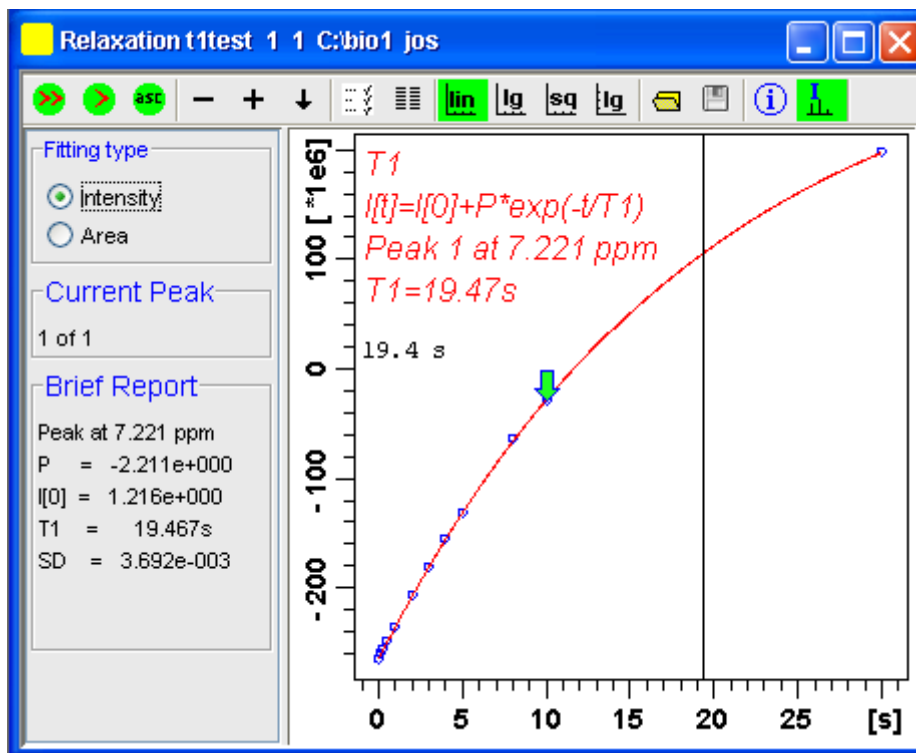 Relaxation t1test 1 1 C:\bio1 jos
>> > asc − + lin lg sq lg i
Fitting type
Intensity
Area
Current Peak
1 of 1
Brief Report
Peak at 7.221 ppm
P = -2.211e+000
I[0] = 1.216e+000
T1 = 19.467s
SD = 3.692e-003
T1
I[t]=I[0]+P*exp(-t/T1)
Peak 1 at 7.221 ppm
T1=19.47s
19.4 s
[ *1e6]
100
0
-100
-200
0 5 10 15 20 25 [s]